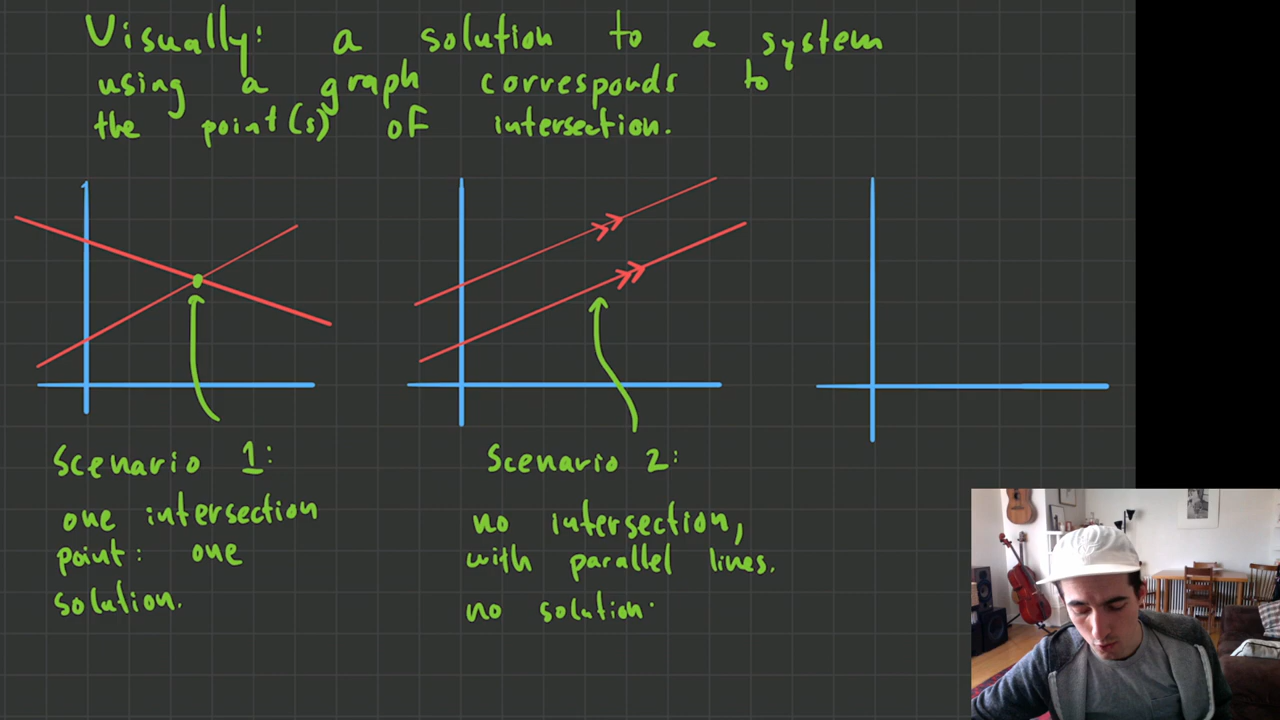 Visually: a solution to a system
using a graph corresponds to
the point(s) of intersection.
Scenario 1:
one intersection
point: one
solution.
Scenario 2:
no intersection,
with parallel lines.
no solution.